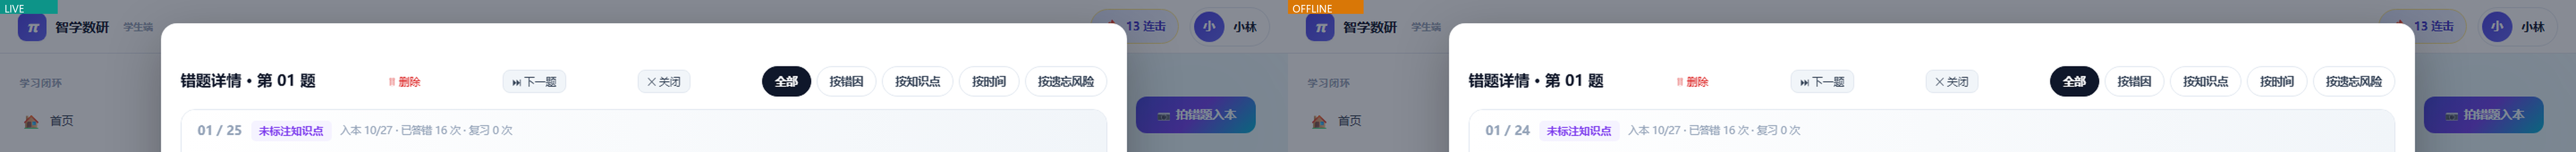 LIVE
π 智学数研 学生端
13 连击 小 小林
错题详情 • 第 01 题 删除 下一题 × 关闭 全部 按错因 按知识点 按时间 按遗忘风险
学习闭环
首页
拍错题入本
01 / 25 未标注知识点 入本 10/27 · 已答错 16 次 · 复习 0 次
OFFLINE
π 智学数研 学生端
13 连击 小 小林
错题详情 • 第 01 题 删除 下一题 × 关闭 全部 按错因 按知识点 按时间 按遗忘风险
学习闭环
首页
拍错题入本
01 / 24 未标注知识点 入本 10/27 · 已答错 16 次 · 复习 0 次